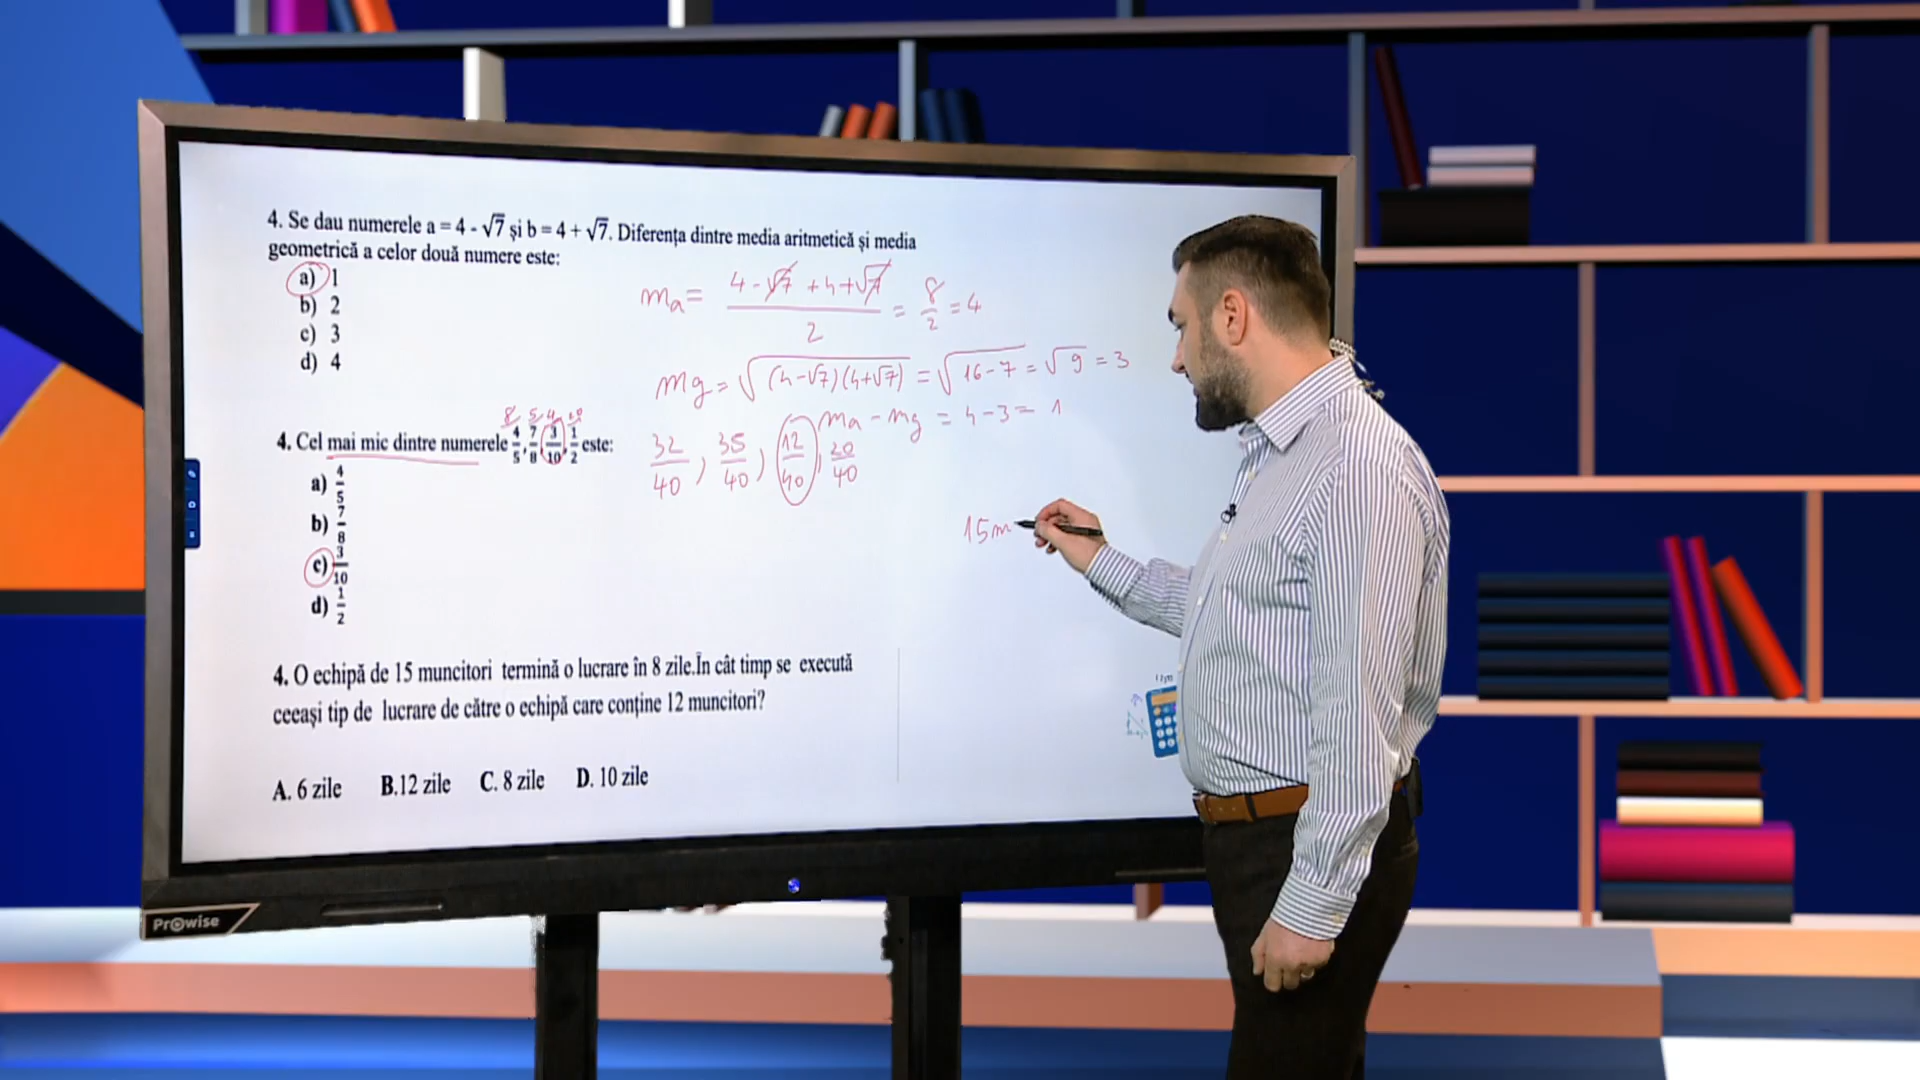 4. Se dau numerele a = 4 - √7 și b = 4 + √7. Diferența dintre media aritmetică și media
geometrică a celor două numere este:
a) 1
b) 2
c) 3
d) 4
ma = (4 - √7 + 4 + √7)/2 = 8/2 = 4
mg = √(4-√7)(4+√7) = √16-7 = √9 = 3
ma - mg = 4 - 3 = 1
8 5 4 20
4. Cel mai mic dintre numerele 4/5, 7/8, 3/10, 1/2 este:
32/40, 35/40, 12/40, 20/40
a) 4/5
b) 7/8
c) 3/10
d) 1/2
15m
4. O echipă de 15 muncitori termină o lucrare în 8 zile.În cât timp se execută
ceeași tip de lucrare de către o echipă care conține 12 muncitori?
A. 6 zile B.12 zile C. 8 zile D. 10 zile
Prowise